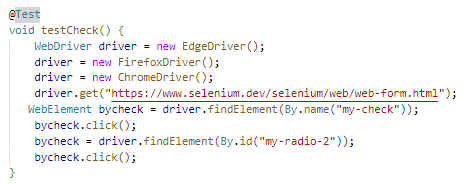 @Test
void testCheck() {
WebDriver driver = new EdgeDriver();
driver = new FirefoxDriver();
driver = new ChromeDriver();
driver.get("https://www.selenium.dev/selenium/web/web-form.html");
WebElement bycheck = driver.findElement(By.name("my-check"));
bycheck.click();
bycheck = driver.findElement(By.id("my-radio-2"));
bycheck.click();
}